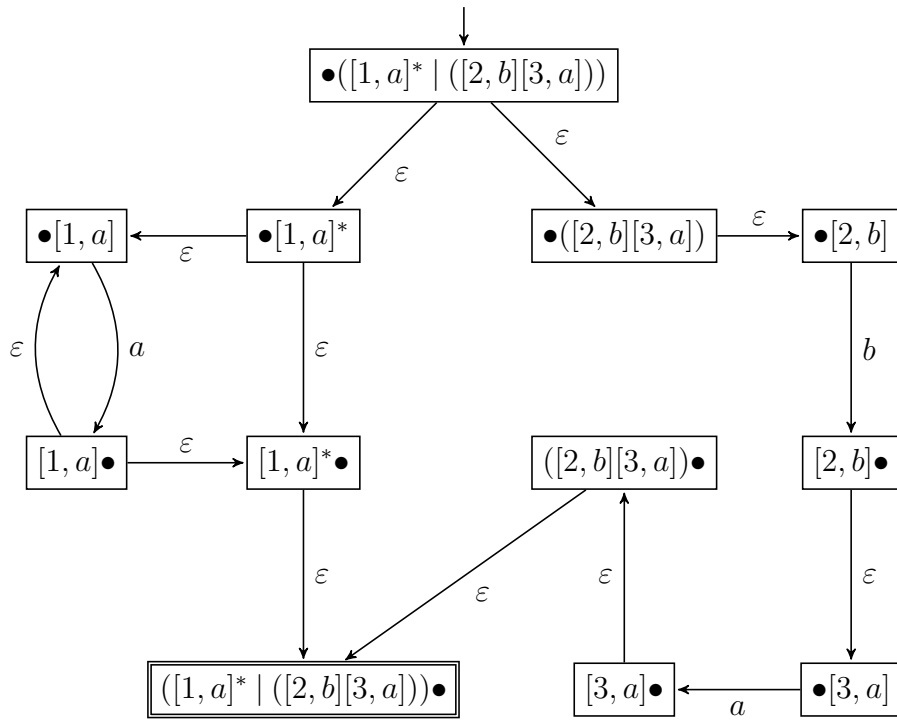 ●([1, a]* | ([2, b][3, a]))
ε
ε
●[1, a]
ε
●[1, a]*
●([2, b][3, a])
ε
●[2, b]
ε
a
ε
b
[1, a]●
ε
[1, a]*●
([2, b][3, a])●
[2, b]●
ε
ε
ε
ε
([1, a]* | ([2, b][3, a]))●
[3, a]●
a
●[3, a]